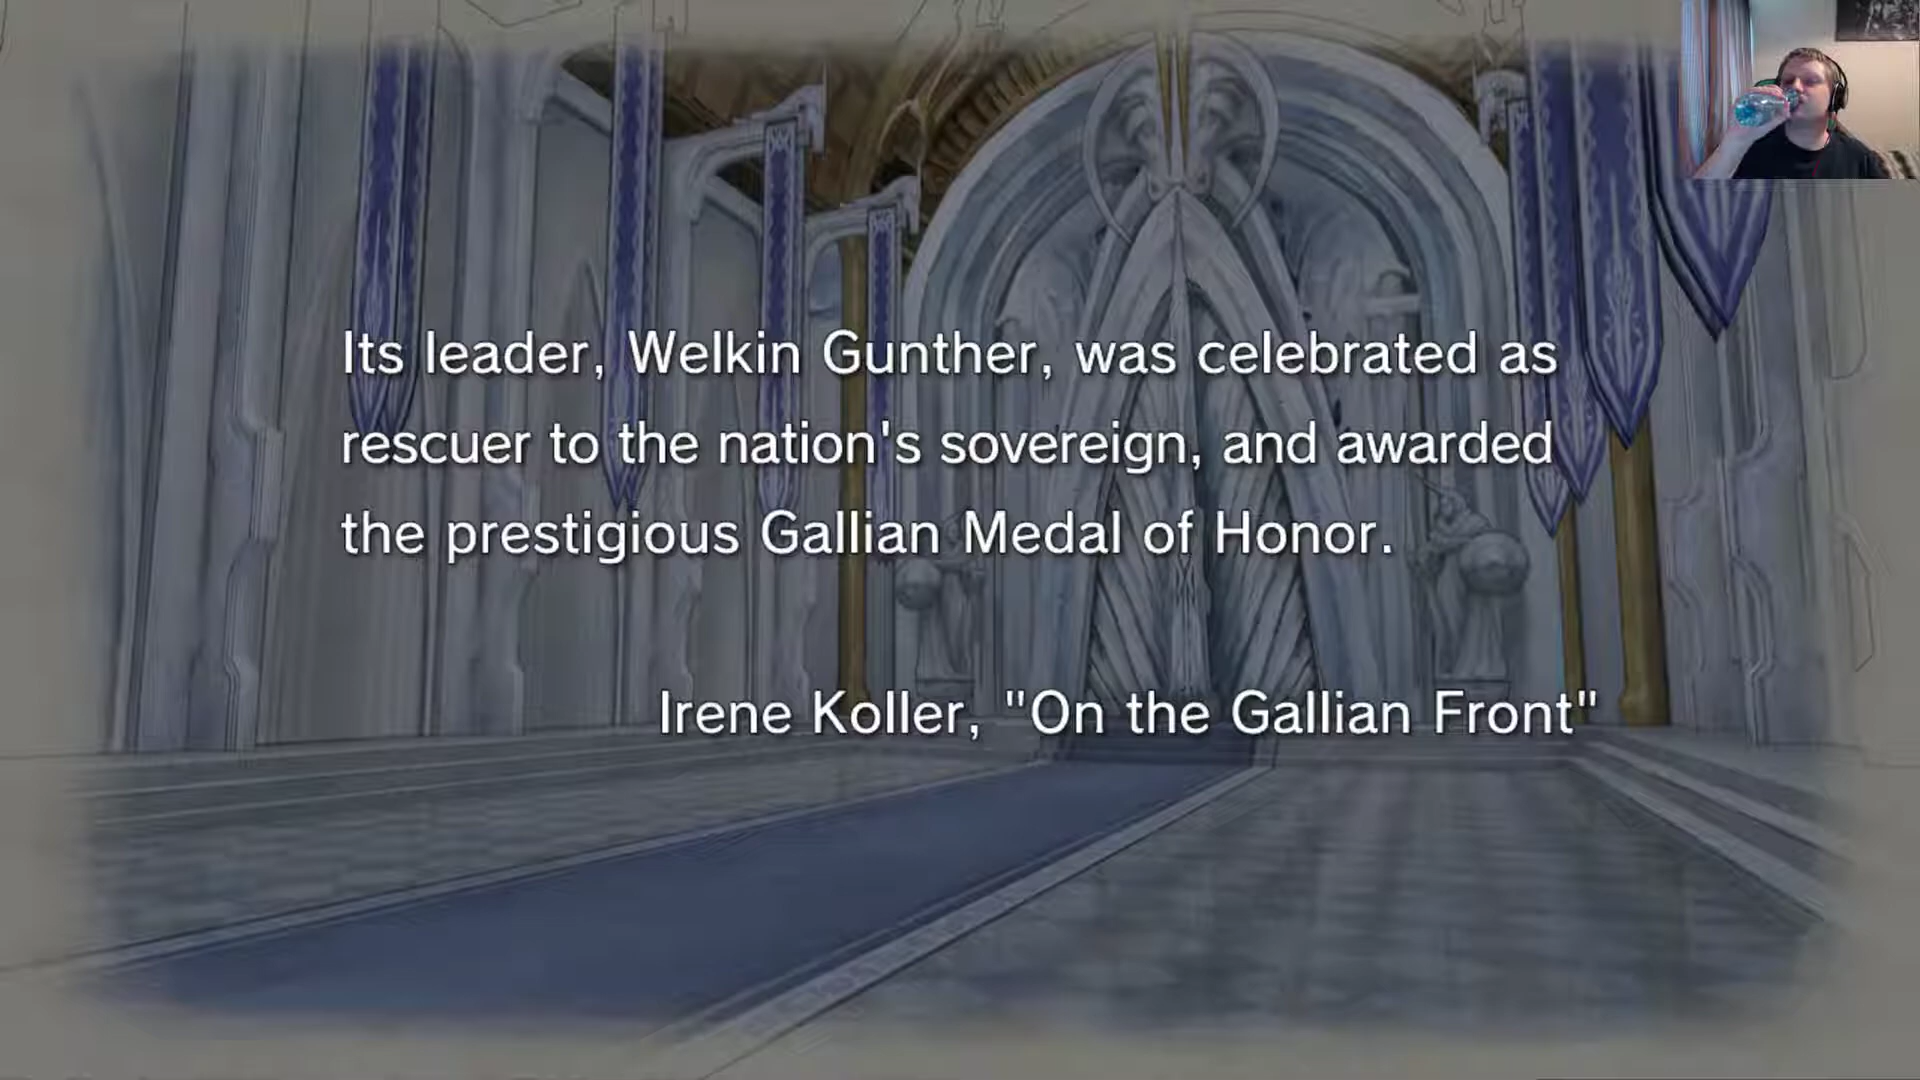 Its leader, Welkin Gunther, was celebrated as
rescuer to the nation's sovereign, and awarded
the prestigious Gallian Medal of Honor.
Irene Koller, "On the Gallian Front"